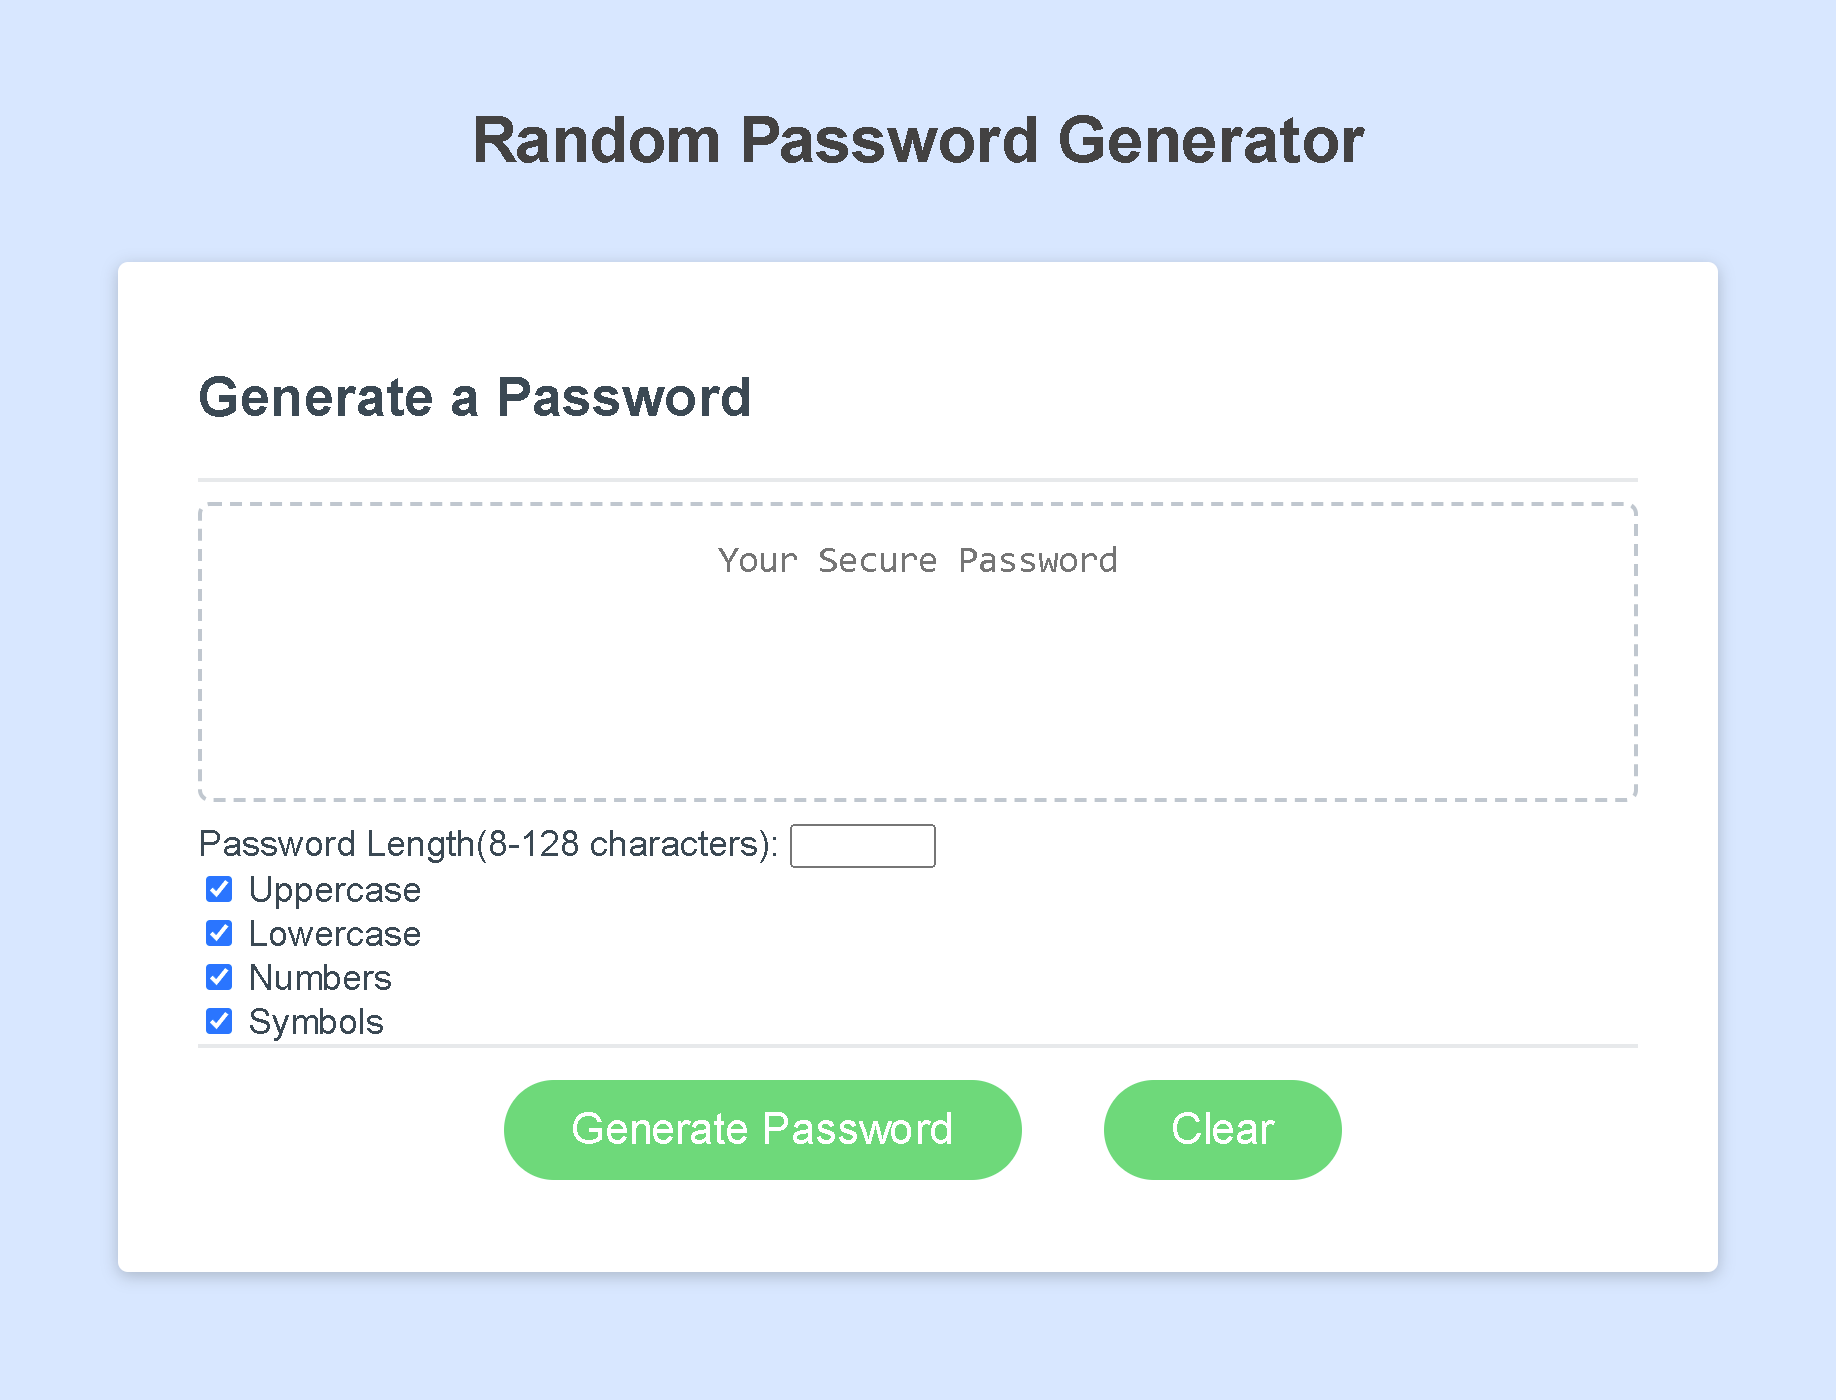 Random Password Generator
Generate a Password
Your Secure Password
Password Length(8-128 characters):
Uppercase
Lowercase
Numbers
Symbols
Generate Password
Clear